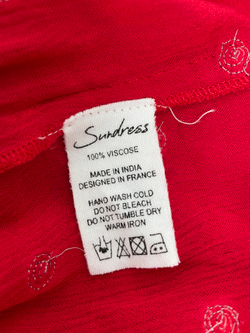 Sundress
100% VISCOSE
MADE IN INDIA
DESIGNED IN FRANCE
HAND WASH COLD
DO NOT BLEACH
DO NOT TUMBLE DRY
WARM IRON